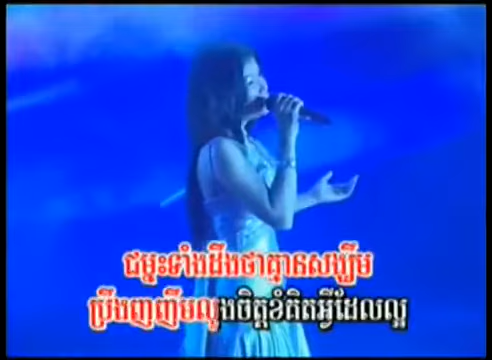 ជម្នះទាំងដឹងថាគ្មានសង្ឃឹម
ប្រឹងញញឹមលួងចិត្តខំគិតអ្វីដែលល្អ